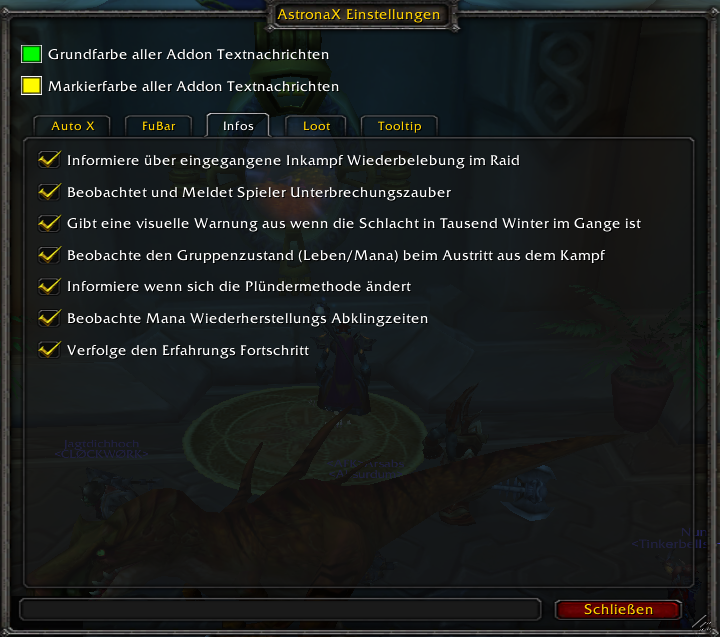 AstronaX Einstellungen
Grundfarbe aller Addon Textnachrichten
Markierfarbe aller Addon Textnachrichten
Auto X FuBar Infos Loot Tooltip
Informiere über eingegangene Inkampf Wiederbelebung im Raid
Beobachtet und Meldet Spieler Unterbrechungszauber
Gibt eine visuelle Warnung aus wenn die Schlacht in Tausend Winter im Gange ist
Beobachte den Gruppenzustand (Leben/Mana) beim Austritt aus dem Kampf
Informiere wenn sich die Plündermethode ändert
Beobachte Mana Wiederherstellungs Abklingzeiten
Verfolge den Erfahrungs Fortschritt
<CLOCKWORK>
Schließen